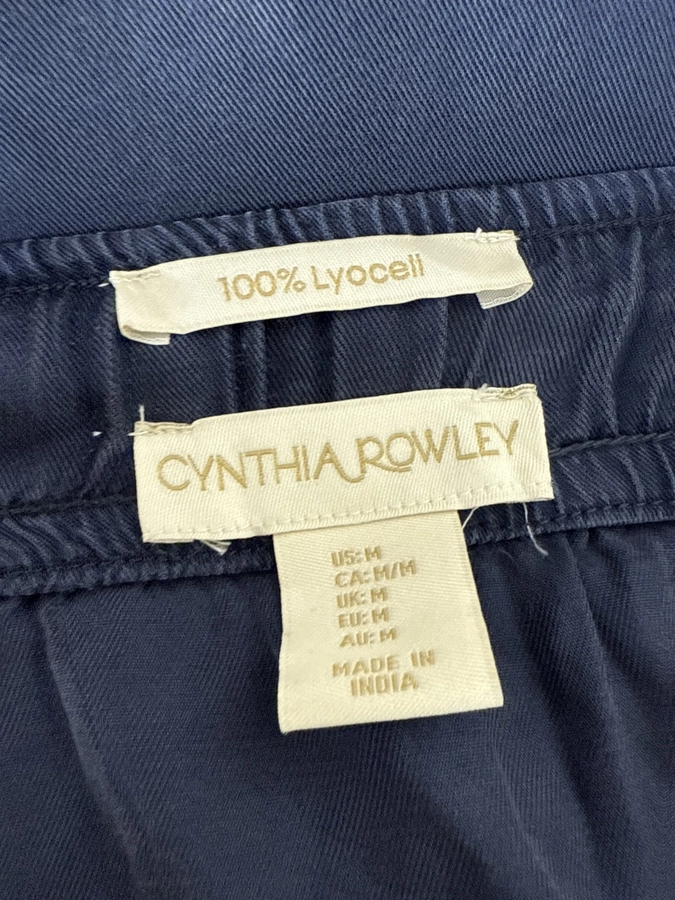 100% Lyocell
CYNTHIA ROWLEY
US: M
CA: M/M
UK: M
EU: M
AU: M
MADE IN
INDIA